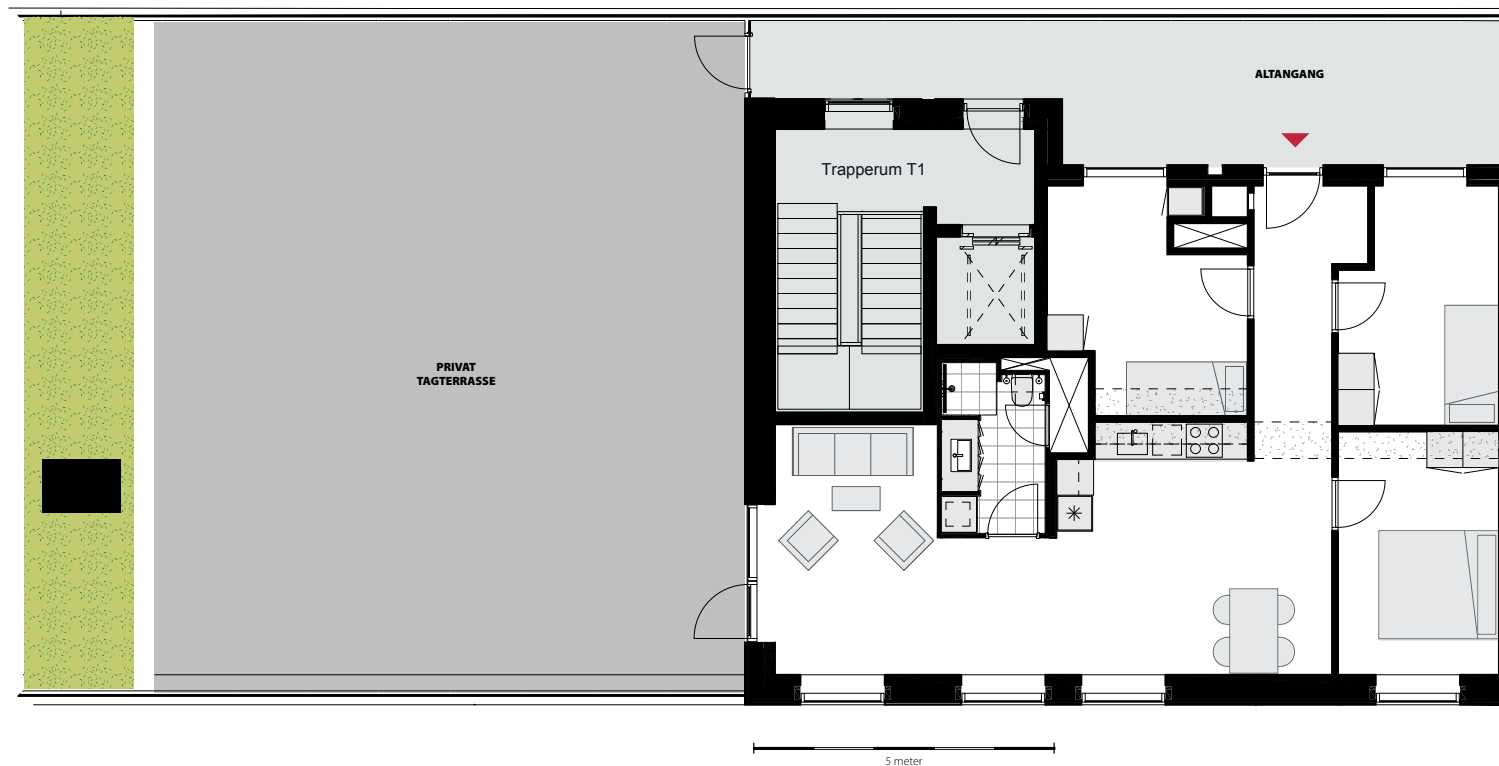 ALTANGANG
Trapperum T1
PRIVAT
TAGTERRASSE
5 meter